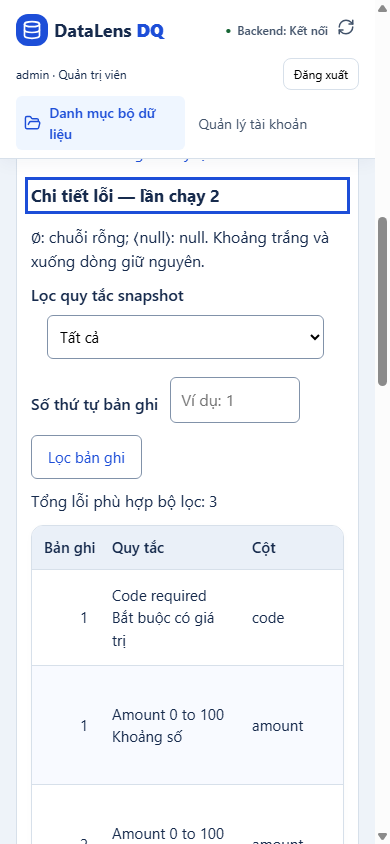 DataLens DQ
Backend: Kết nối
admin · Quản trị viên
Đăng xuất
Danh mục bộ dữ
liệu
Quản lý tài khoản
Chi tiết lỗi — lần chạy 2
∅: chuỗi rỗng; ⟨null⟩: null. Khoảng trắng và
xuống dòng giữ nguyên.
Lọc quy tắc snapshot
Tất cả
Số thứ tự bản ghi
Ví dụ: 1
Lọc bản ghi
Tổng lỗi phù hợp bộ lọc: 3
Bản ghi Quy tắc Cột
Code required
Bắt buộc có giá
trị
1 code
Amount 0 to 100
Khoảng số
1 amount
Amount 0 to 100
2 amount